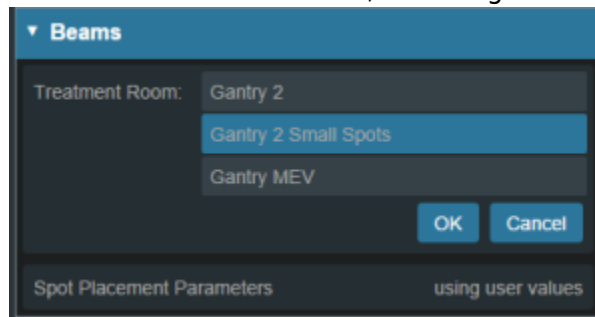 Beams
Treatment Room: Gantry 2
Gantry 2 Small Spots
Gantry MEV
OK Cancel
Spot Placement Parameters using user values